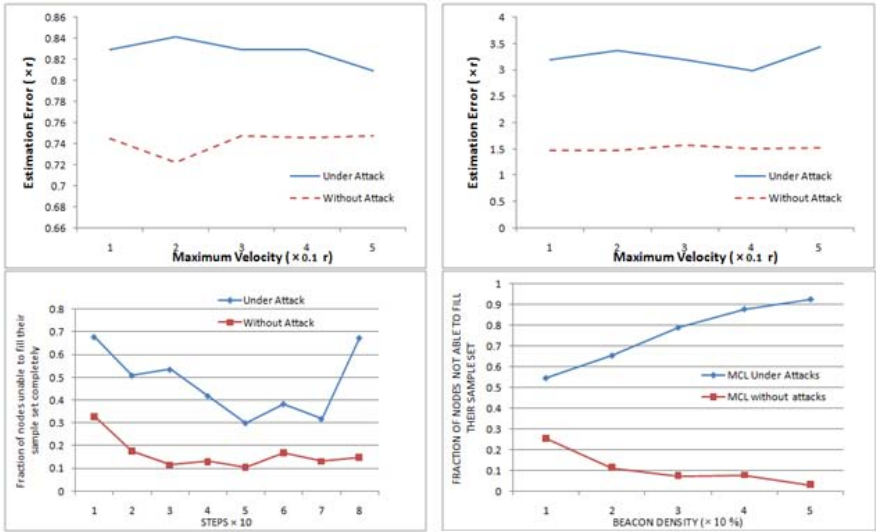 0.86
0.84
0.82
0.8
0.78
0.76
0.74
0.72
0.7
0.68
0.66
Estimation Error ( × r)
Under Attack
Without Attack
1 2 3 4 5
Maximum Velocity ( × 0.1 r)
4
3.5
3
2.5
2
1.5
1
0.5
0
Estimation Error ( × r)
Under Attack
Without Attack
1 2 3 4 5
Maximum Velocity ( × 0.1 r)
0.8
0.7
0.6
0.5
0.4
0.3
0.2
0.1
0
Fraction of nodes unable to fill their
sample set completely
Under Attack
Without Attack
1 2 3 4 5 6 7 8
STEPS × 10
1
0.9
0.8
0.7
0.6
0.5
0.4
0.3
0.2
0.1
0
FRACTION OF NODES NOT ABLE TO FILL
THEIR SAMPLE SET
MCL Under Attacks
MCL without attacks
1 2 3 4 5
BEACON DENSITY ( × 10 %)